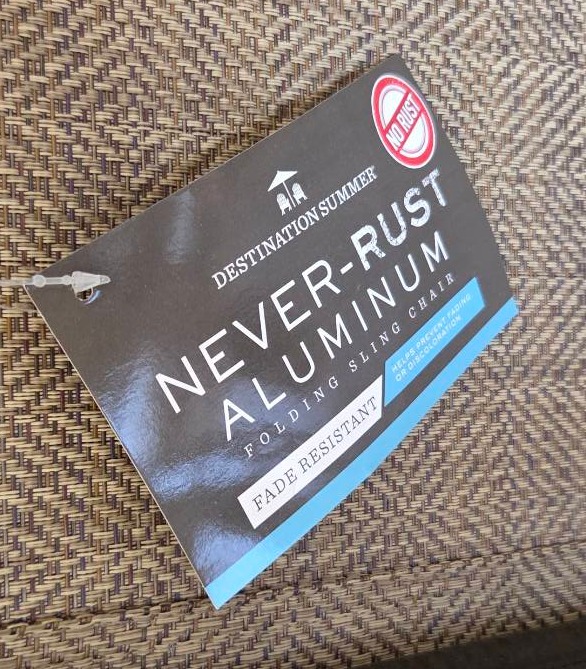 NO RUST
DESTINATION SUMMER
NEVER-RUST
ALUMINUM
FOLDING SLING CHAIR
FADE RESISTANT
HELPS PREVENT FADING
OR DISCOLORATION